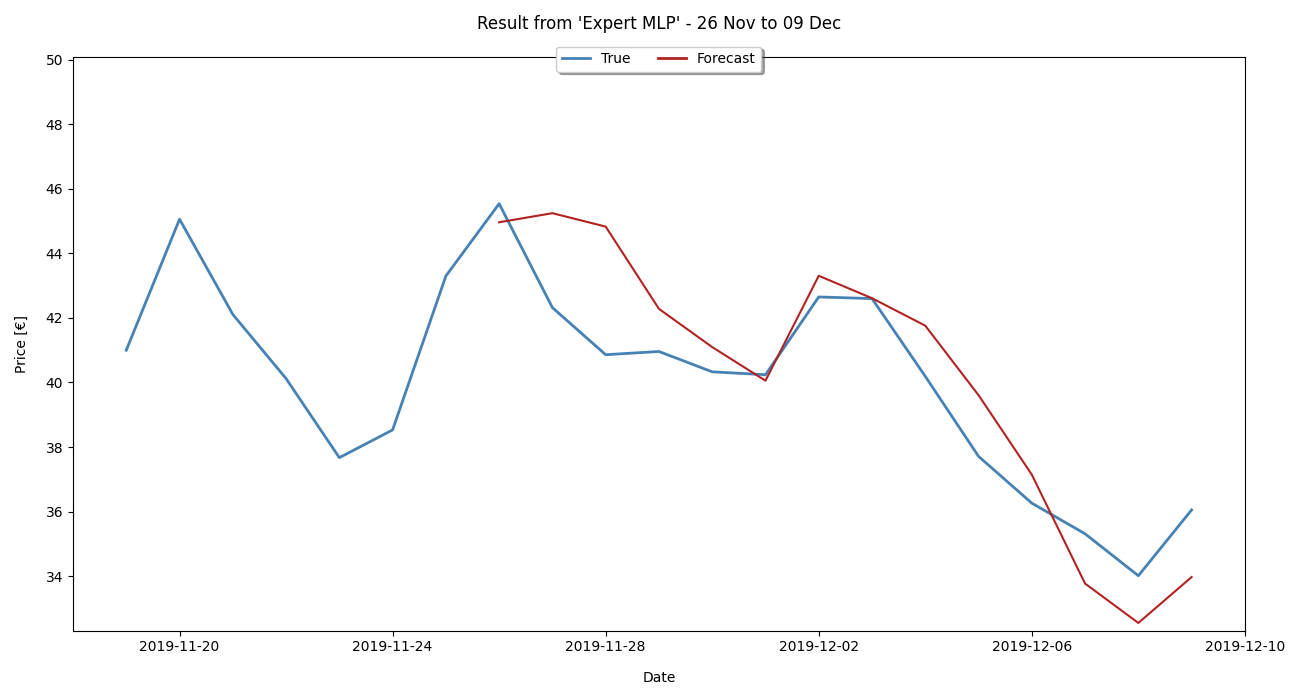 Result from 'Expert MLP' - 26 Nov to 09 Dec
True Forecast
50
48
46
44
42
40
38
36
34
Price [€]
2019-11-20 2019-11-24 2019-11-28 2019-12-02 2019-12-06 2019-12-10
Date